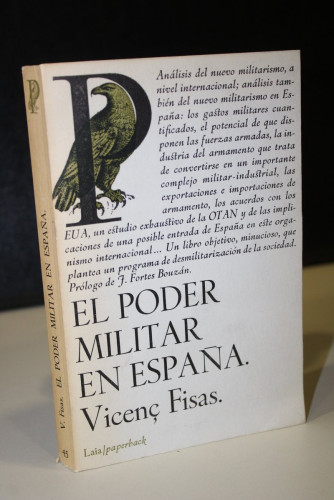 P
Análisis del nuevo militarismo, a
nivel internacional; análisis tam-
bién del nuevo militarismo en Es-
paña: los gastos militares cuan-
tificados, el potencial de que dis-
ponen las fuerzas armadas, la in-
dustria del armamento que trata
de convertirse en un importante
complejo militar-industrial, las
exportaciones e importaciones de
armamento, los acuerdos con los
EUA, un estudio exhaustivo de la OTAN y de las impli-
caciones de una posible entrada de España en este orga-
nismo internacional... Un libro objetivo, minucioso, que
plantea un programa de desmilitarización de la sociedad.
Prólogo de J. Fortes Bouzán.
EL PODER
MILITAR
EN ESPAÑA.
Vicenç Fisas.
Laia/paperback
P
V. Fisas. EL PODER MILITAR EN ESPAÑA.
45